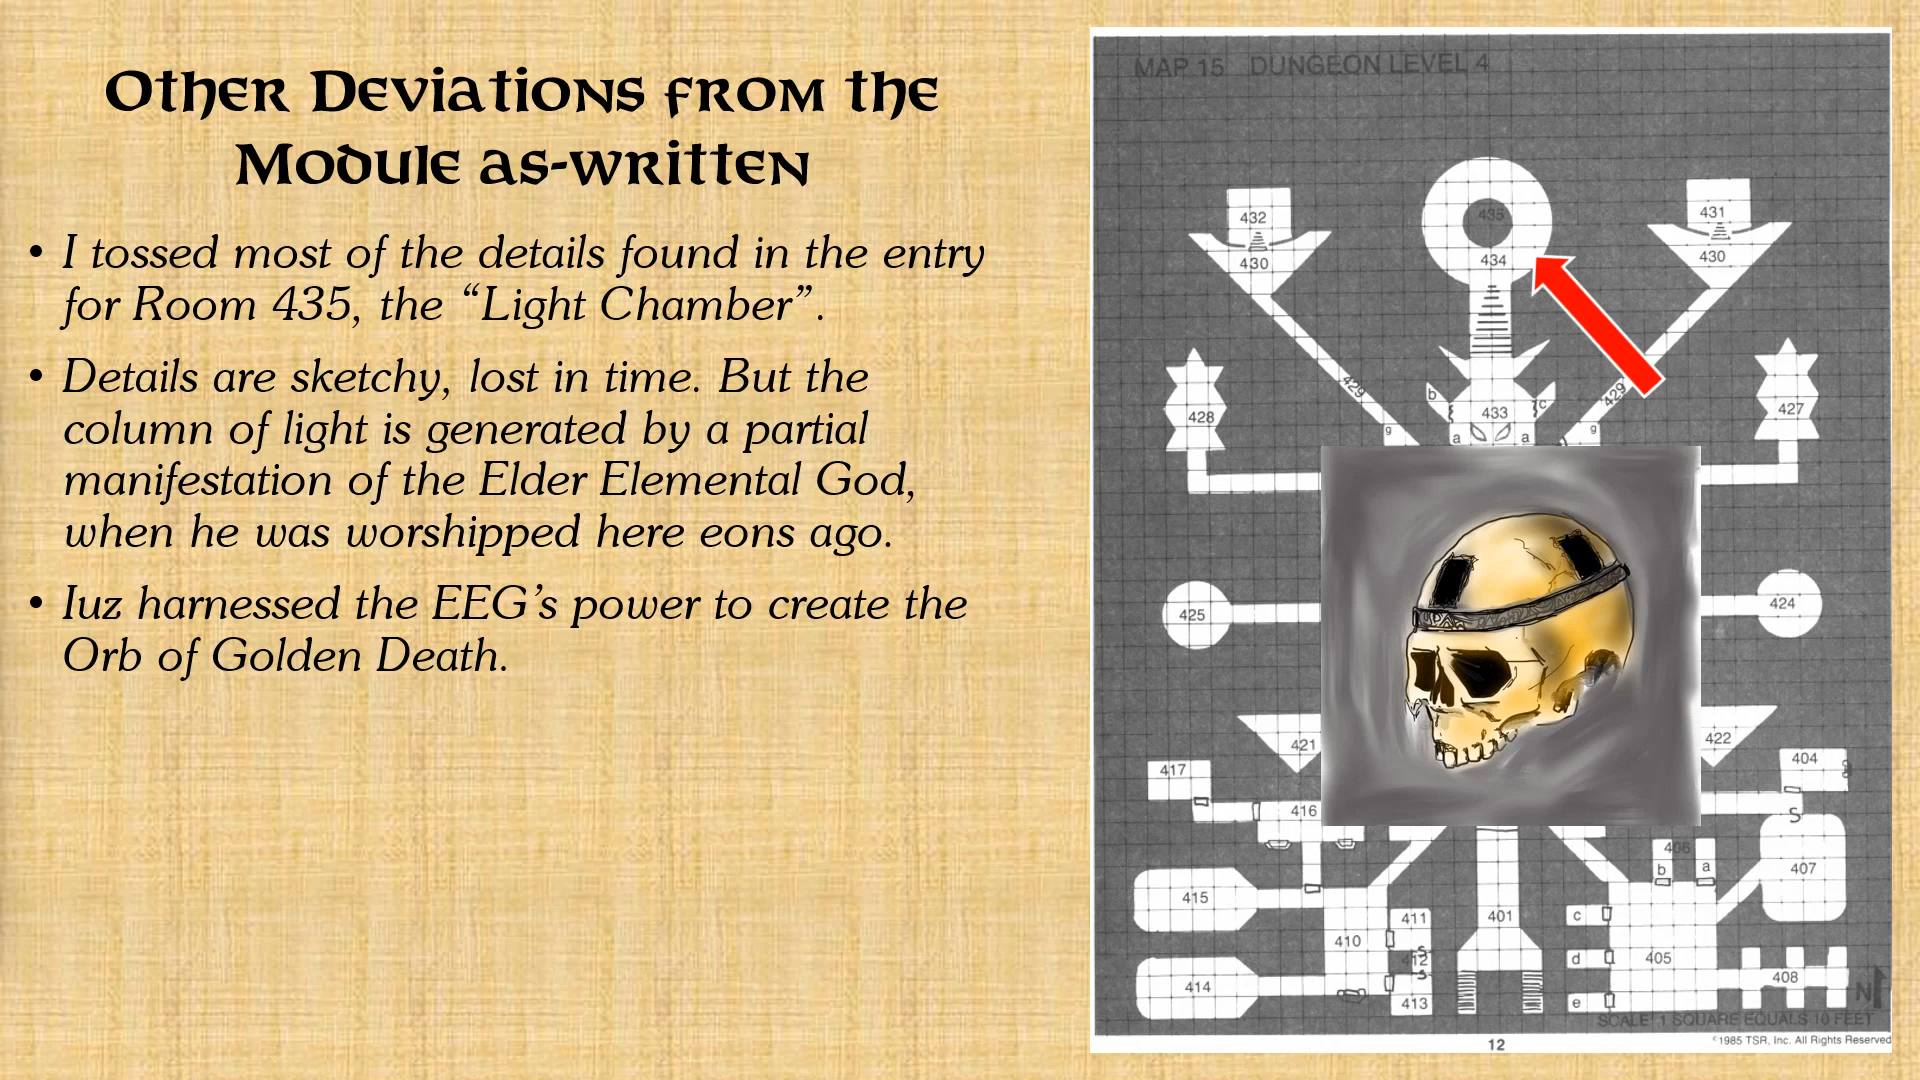 Other Deviations from the
Module as-written
• I tossed most of the details found in the entry
for Room 435, the “Light Chamber”.
• Details are sketchy, lost in time. But the
column of light is generated by a partial
manifestation of the Elder Elemental God,
when he was worshipped here eons ago.
• Iuz harnessed the EEG’s power to create the
Orb of Golden Death.
MAP 15 DUNGEON LEVEL 4
432
435
431
430
434
430
429
429
428
b
433
c
427
g
a
a
g
425
424
421
422
417
404
416
S
406
b
a
407
415
411
c
401
410
S
412
S
d
405
408
414
413
e
N
SCALE: 1 SQUARE EQUALS 10 FEET
12
©1985 TSR, Inc. All Rights Reserved